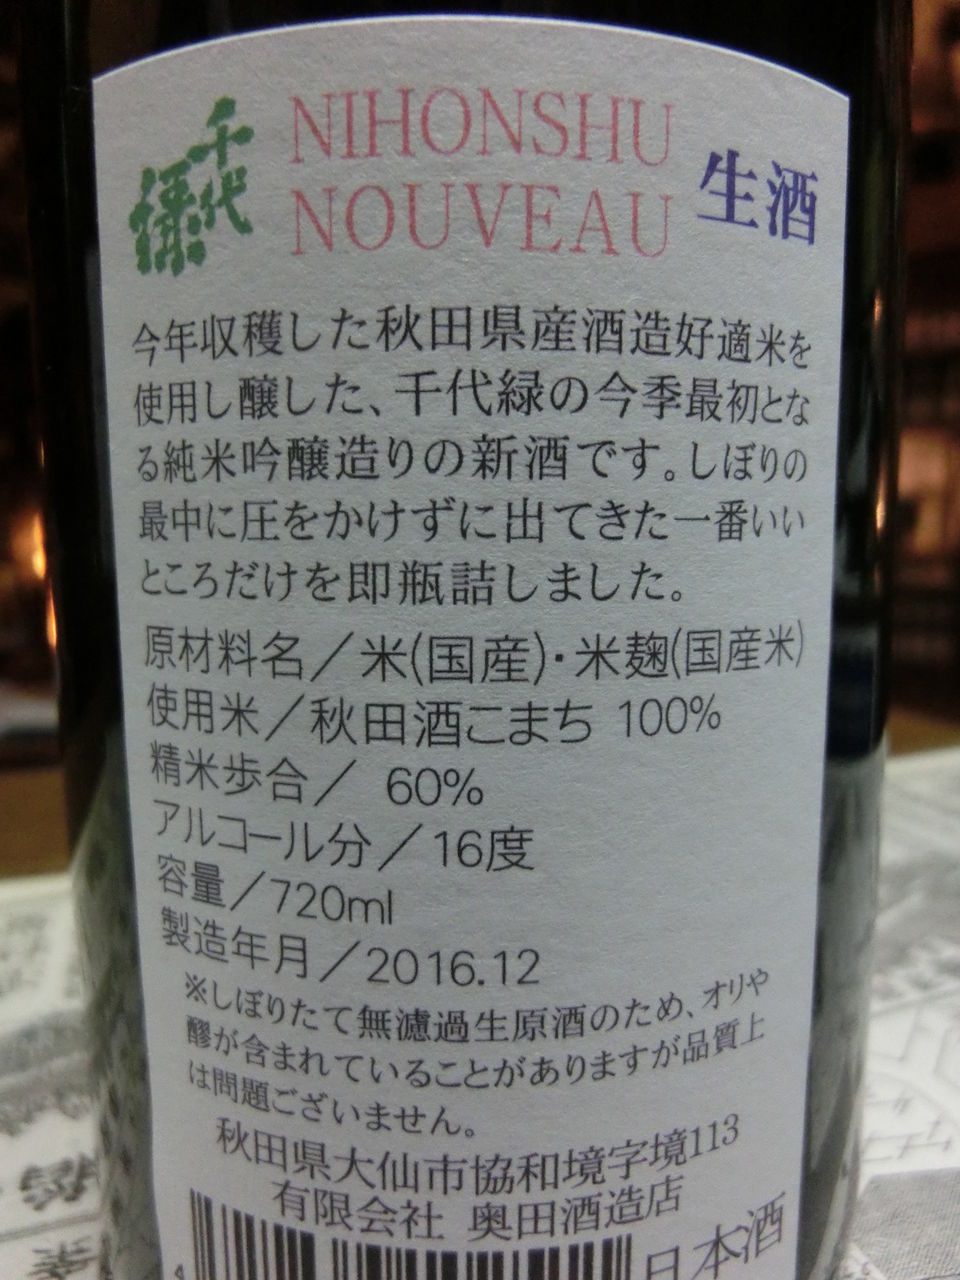 千代緑
NIHONSHU
NOUVEAU
生酒
今年収穫した秋田県産酒造好適米を
使用し醸した、千代緑の今季最初とな
る純米吟醸造りの新酒です。しぼりの
最中に圧をかけずに出てきた一番いい
ところだけを即瓶詰しました。
原材料名／米(国産)・米麹(国産米)
使用米／秋田酒こまち 100%
精米歩合／ 60%
アルコール分／16度
容量／720ml
製造年月／2016.12
※しぼりたて無濾過生原酒のため、オリや
醪が含まれていることがありますが品質上
は問題ございません。
秋田県大仙市協和境字境113
有限会社 奥田酒造店
日本酒
4